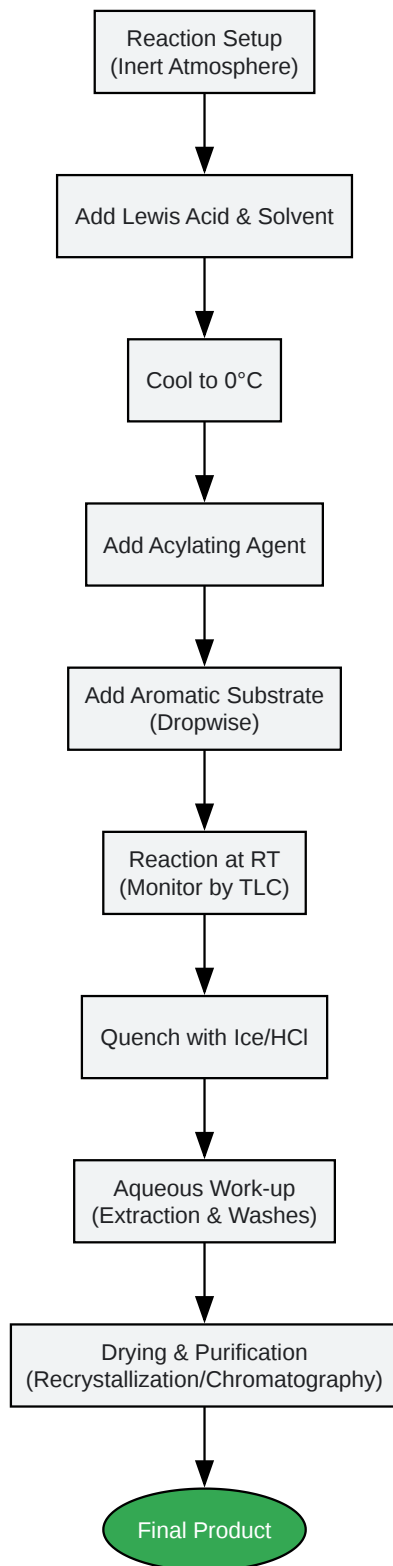 Reaction Setup
(Inert Atmosphere)
Add Lewis Acid & Solvent
Cool to 0°C
Add Acylating Agent
Add Aromatic Substrate
(Dropwise)
Reaction at RT
(Monitor by TLC)
Quench with Ice/HCl
Aqueous Work-up
(Extraction & Washes)
Drying & Purification
(Recrystallization/Chromatography)
Final Product